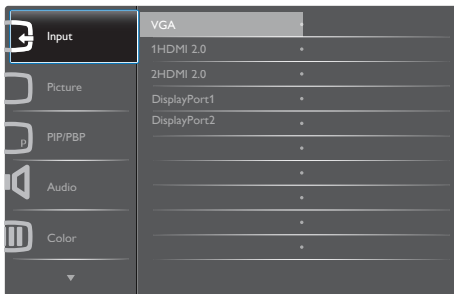 Input
Picture
P
PIP/PBP
Audio
Color
VGA
1HDMI 2.0
2HDMI 2.0
DisplayPort1
DisplayPort2